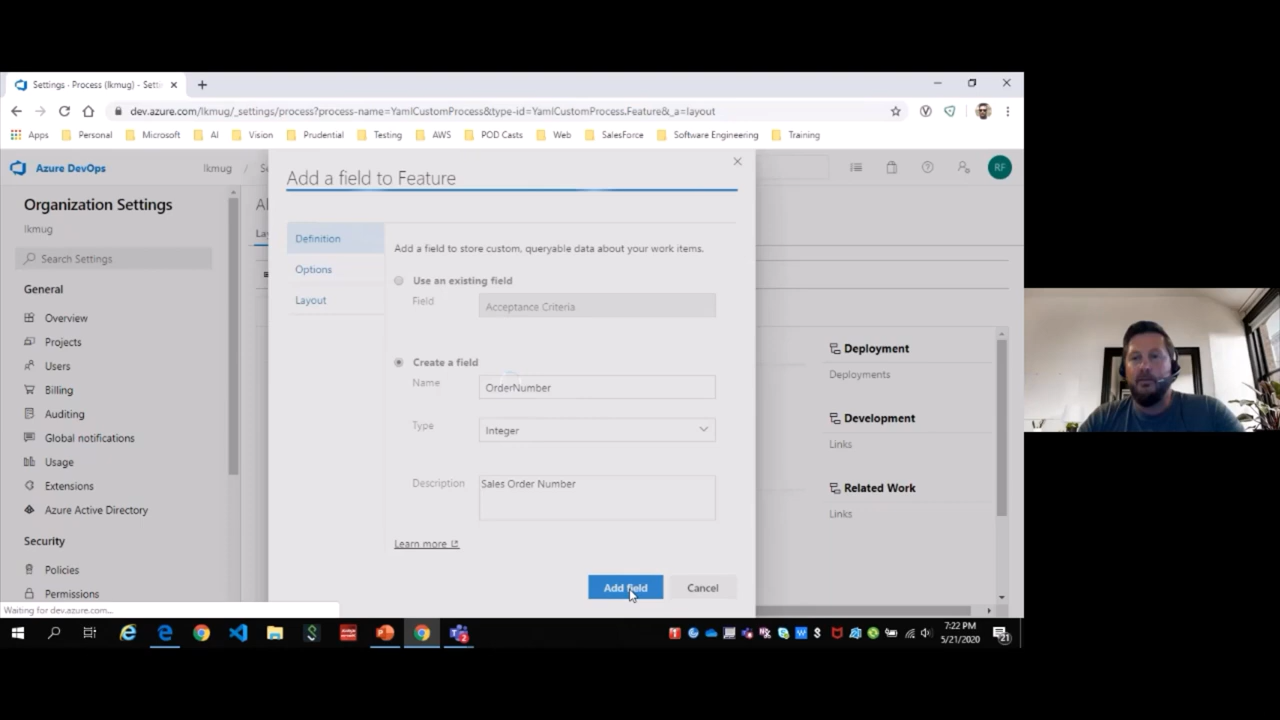 Settings - Process (lkmug) - Sett
dev.azure.com/lkmug/_settings/process?process-name=YamlCustomProcess&type-id=YamlCustomProcess.Feature&_a=layout
Apps Personal Microsoft AI Vision Prudential Testing AWS POD Casts Web SalesForce Software Engineering Training
Azure DevOps lkmug / Se
RF
Organization Settings
lkmug
Search Settings
General
Overview
Projects
Users
Billing
Auditing
Global notifications
Usage
Extensions
Azure Active Directory
Security
Policies
Permissions
Waiting for dev.azure.com...
Al
La
Add a field to Feature
Definition
Options
Layout
Add a field to store custom, queryable data about your work items.
Use an existing field
Field Acceptance Criteria
Create a field
Name OrderNumber
Type Integer
Description Sales Order Number
Learn more
Add field Cancel
Deployment
Deployments
Development
Links
Related Work
Links
7:22 PM
5/21/2020
21